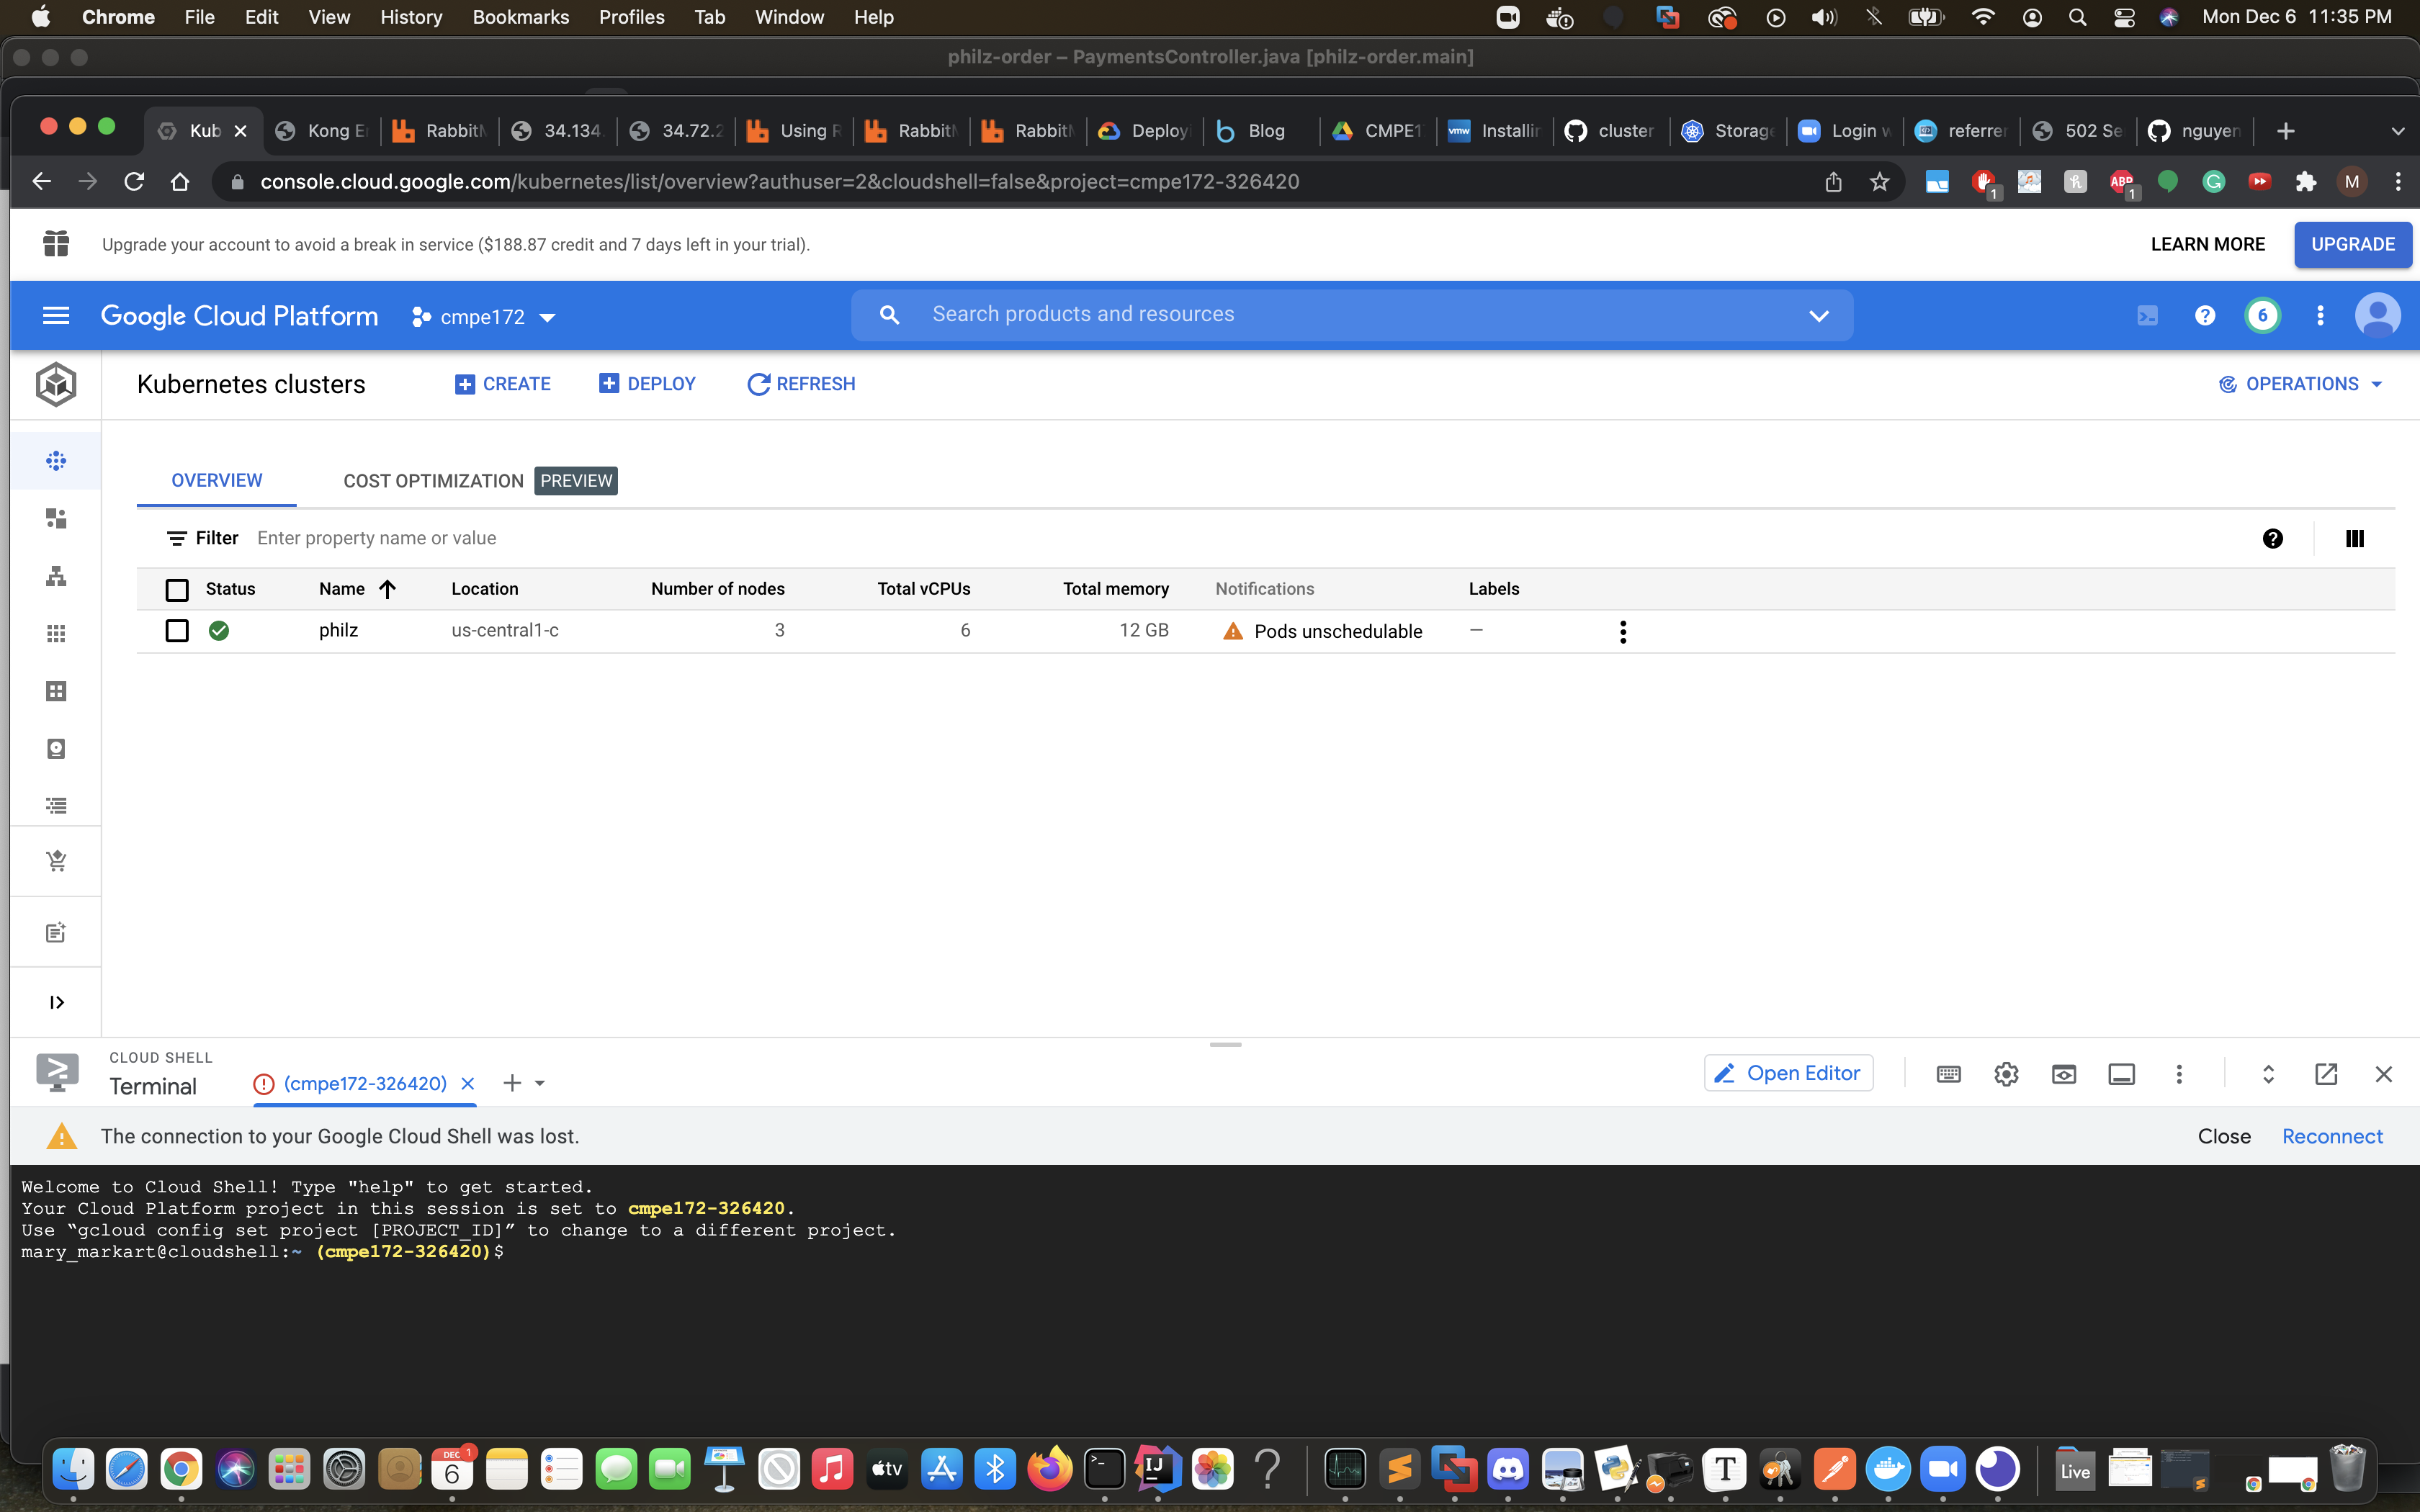 Chrome File Edit View History Bookmarks Profiles Tab Window Help Mon Dec 6 11:35 PM
philz-order – PaymentsController.java [philz-order.main]
Kub Kong E RabbitM 34.134. 34.72.2 Using R RabbitM RabbitM Deploy Blog CMPE1 vmw Installin cluster Storage Login w referrer 502 Se nguyen
console.cloud.google.com/kubernetes/list/overview?authuser=2&cloudshell=false&project=cmpe172-326420 1 ABP 1 M
Upgrade your account to avoid a break in service ($188.87 credit and 7 days left in your trial). LEARN MORE UPGRADE
Google Cloud Platform cmpe172 Search products and resources 6
Kubernetes clusters CREATE DEPLOY REFRESH OPERATIONS
OVERVIEW COST OPTIMIZATION PREVIEW
Filter Enter property name or value
Status Name Location Number of nodes Total vCPUs Total memory Notifications Labels
philz us-central1-c 3 6 12 GB Pods unschedulable —
CLOUD SHELL
Terminal (cmpe172-326420) Open Editor
The connection to your Google Cloud Shell was lost. Close Reconnect
Welcome to Cloud Shell! Type "help" to get started.
Your Cloud Platform project in this session is set to cmpe172-326420.
Use “gcloud config set project [PROJECT_ID]” to change to a different project.
mary_markart@cloudshell:~ (cmpe172-326420)$
DEC 6 1 tv IJ T Live